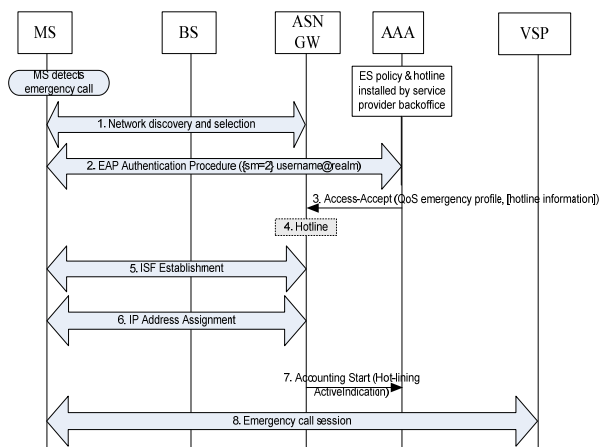 MS
BS
ASN
GW
AAA
VSP
MS detects
emergency call
ES policy & hotline
installed by service
provider backoffice
1. Network discovery and selection
2. EAP Authentication Procedure ({sm=2} username@realm)
3. Access-Accept (QoS emergency profile, [hotline information])
4. Hotline
5. ISF Establishment
6. IP Address Assignment
7. Accounting Start (Hot-lining
ActiveIndication)
8. Emergency call session